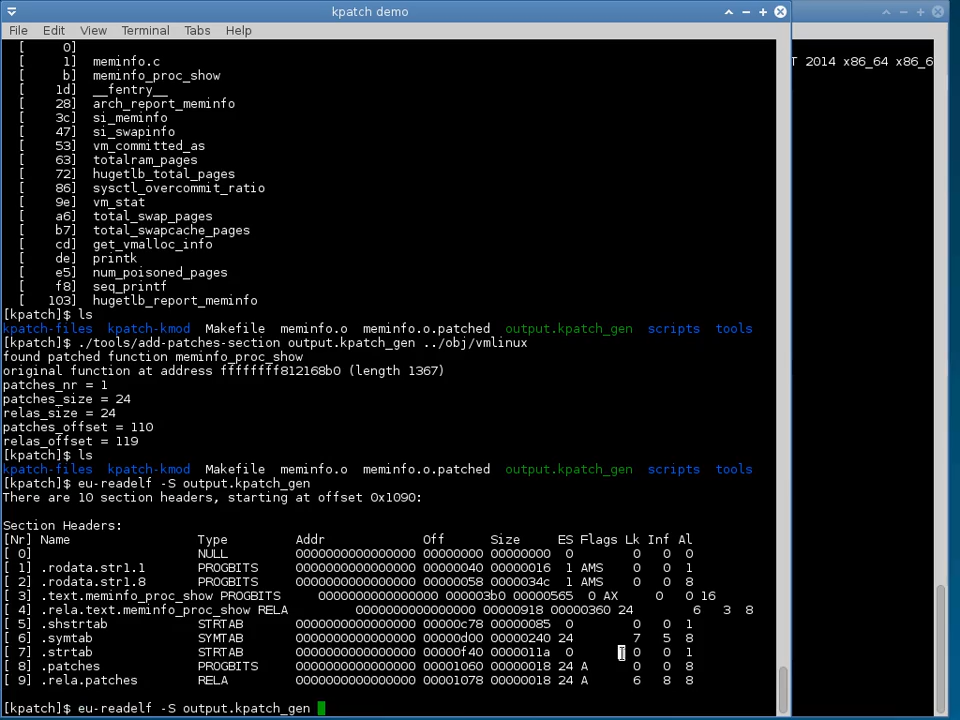 kpatch demo
File Edit View Terminal Tabs Help
[ 0]
[ 1] meminfo.c
[ b] meminfo_proc_show
[ 1d] __fentry__
[ 28] arch_report_meminfo
[ 3c] si_meminfo
[ 47] si_swapinfo
[ 53] vm_committed_as
[ 63] totalram_pages
[ 72] hugetlb_total_pages
[ 86] sysctl_overcommit_ratio
[ 9e] vm_stat
[ a6] total_swap_pages
[ b7] total_swapcache_pages
[ cd] get_vmalloc_info
[ de] printk
[ e5] num_poisoned_pages
[ f8] seq_printf
[ 103] hugetlb_report_meminfo
[kpatch]$ ls
kpatch-files kpatch-kmod Makefile meminfo.o meminfo.o.patched output.kpatch_gen scripts tools
[kpatch]$ ./tools/add-patches-section output.kpatch_gen ../obj/vmlinux
found patched function meminfo_proc_show
original function at address ffffffff812168b0 (length 1367)
patches_nr = 1
patches_size = 24
relas_size = 24
patches_offset = 110
relas_offset = 119
[kpatch]$ ls
kpatch-files kpatch-kmod Makefile meminfo.o meminfo.o.patched output.kpatch_gen scripts tools
[kpatch]$ eu-readelf -S output.kpatch_gen
There are 10 section headers, starting at offset 0x1090:
Section Headers:
[Nr] Name Type Addr Off Size ES Flags Lk Inf Al
[ 0] NULL 0000000000000000 00000000 00000000 0 0 0 0
[ 1] .rodata.str1.1 PROGBITS 0000000000000000 00000040 00000016 1 AMS 0 0 1
[ 2] .rodata.str1.8 PROGBITS 0000000000000000 00000058 0000034c 1 AMS 0 0 8
[ 3] .text.meminfo_proc_show PROGBITS 0000000000000000 000003b0 00000565 0 AX 0 0 16
[ 4] .rela.text.meminfo_proc_show RELA 0000000000000000 00000918 00000360 24 6 3 8
[ 5] .shstrtab STRTAB 0000000000000000 00000c78 00000085 0 0 0 1
[ 6] .symtab SYMTAB 0000000000000000 00000d00 00000240 24 7 5 8
[ 7] .strtab STRTAB 0000000000000000 00000f40 0000011a 0 0 0 1
[ 8] .patches PROGBITS 0000000000000000 00001060 00000018 24 A 0 0 8
[ 9] .rela.patches RELA 0000000000000000 00001078 00000018 24 A 6 8 8
[kpatch]$ eu-readelf -S output.kpatch_gen
T 2014 x86_64 x86_6